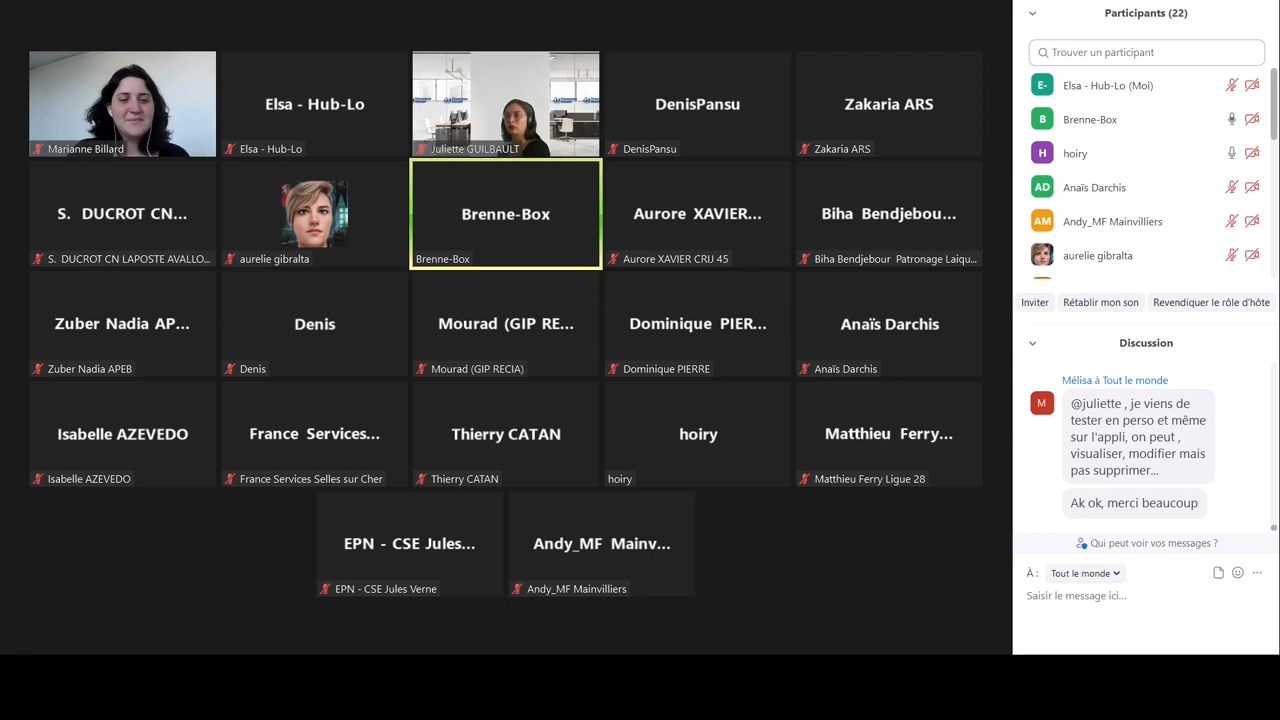 Participants (22)
Trouver un participant
E- Elsa - Hub-Lo (Moi)
B Brenne-Box
H hoiry
AD Anaïs Darchis
AM Andy_MF Mainvilliers
aurelie gibralta
Inviter Rétablir mon son Revendiquer le rôle d'hôte
Discussion
Mélisa à Tout le monde
M
@juliette , je viens de
tester en perso et même
sur l'appli, on peut ,
visualiser, modifier mais
pas supprimer...
Ak ok, merci beaucoup
Qui peut voir vos messages ?
À : Tout le monde
Saisir le message ici...
Marianne Billard
Elsa - Hub-Lo
Elsa - Hub-Lo
Juliette GUILBAULT
DenisPansu
DenisPansu
Zakaria ARS
Zakaria ARS
S. DUCROT CN...
S. DUCROT CN LAPOSTE AVALLO...
aurelie gibralta
Brenne-Box
Brenne-Box
Aurore XAVIER...
Aurore XAVIER CRIJ 45
Biha Bendjebou...
Biha Bendjebour Patronage Laiqu...
Zuber Nadia AP...
Zuber Nadia APEB
Denis
Denis
Mourad (GIP RE...
Mourad (GIP RECIA)
Dominique PIER...
Dominique PIERRE
Anaïs Darchis
Anaïs Darchis
Isabelle AZEVEDO
Isabelle AZEVEDO
France Services...
France Services Selles sur Cher
Thierry CATAN
Thierry CATAN
hoiry
hoiry
Matthieu Ferry...
Matthieu Ferry Ligue 28
EPN - CSE Jules...
EPN - CSE Jules Verne
Andy_MF Mainv...
Andy_MF Mainvilliers